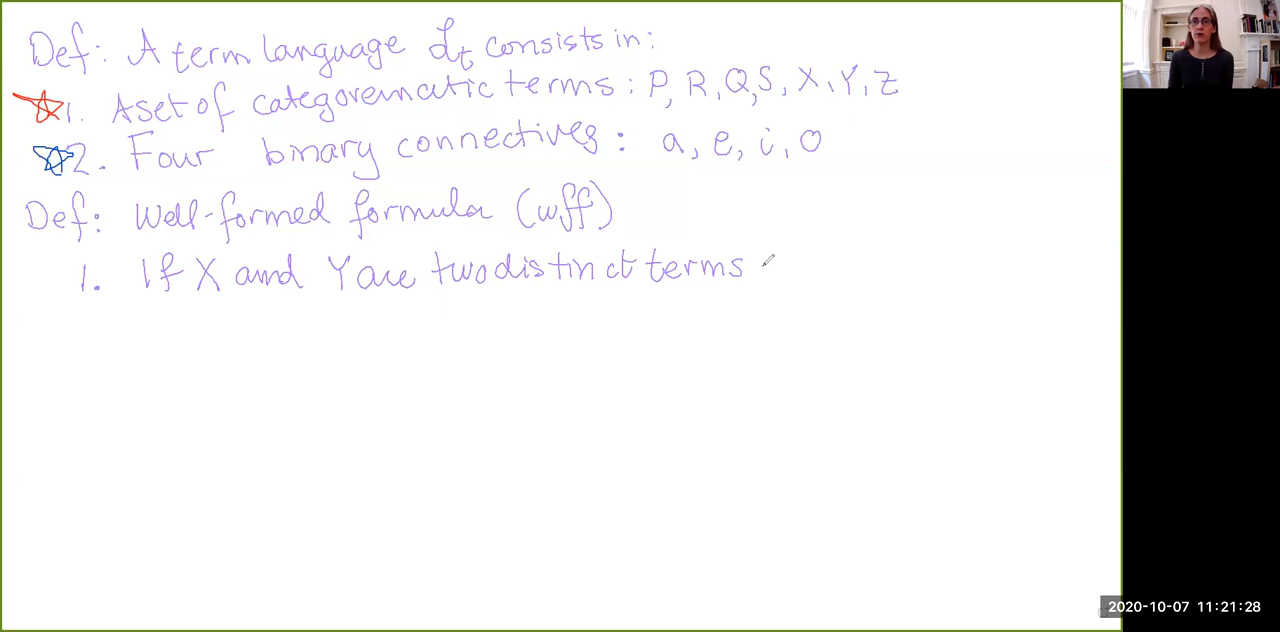 Def: A term language Lt consists in:
1. A set of categorematic terms: P, R, Q, S, X, Y, Z
2. Four binary connectives: a, e, i, o
Def: Well-formed formula (wff)
1. If X and Y are two distinct terms
2020-10-07 11:21:28